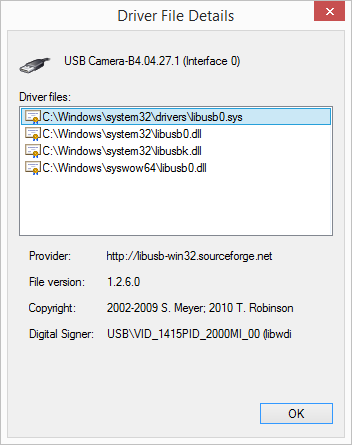 Driver File Details
USB Camera-B4.04.27.1 (Interface 0)
Driver files:
C:\Windows\system32\drivers\libusb0.sys
C:\Windows\system32\libusb0.dll
C:\Windows\system32\libusbk.dll
C:\Windows\syswow64\libusb0.dll
Provider: http://libusb-win32.sourceforge.net
File version: 1.2.6.0
Copyright: 2002-2009 S. Meyer; 2010 T. Robinson
Digital Signer: USB\VID_1415PID_2000MI_00 (libwdi
OK